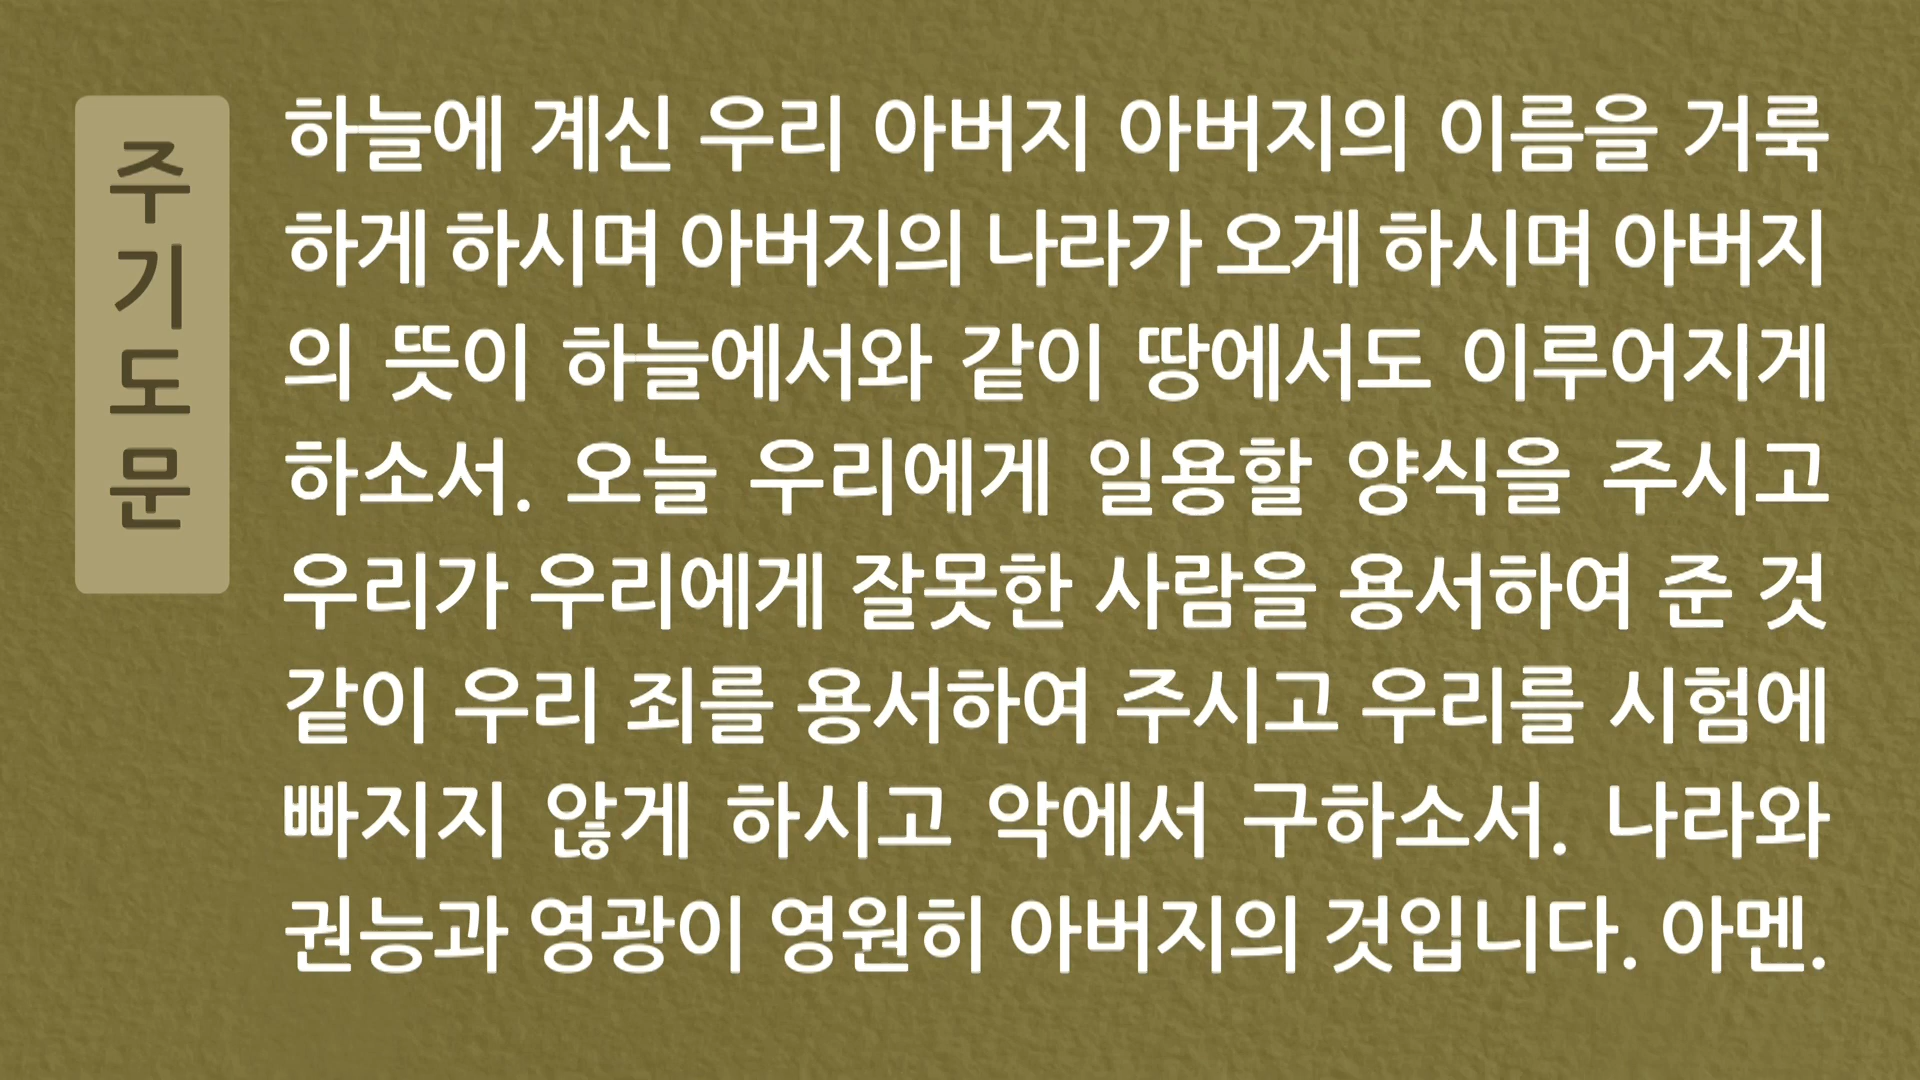 주기도문
하늘에 계신 우리 아버지 아버지의 이름을 거룩
하게 하시며 아버지의 나라가 오게 하시며 아버지
의 뜻이 하늘에서와 같이 땅에서도 이루어지게
하소서. 오늘 우리에게 일용할 양식을 주시고
우리가 우리에게 잘못한 사람을 용서하여 준 것
같이 우리 죄를 용서하여 주시고 우리를 시험에
빠지지 않게 하시고 악에서 구하소서. 나라와
권능과 영광이 영원히 아버지의 것입니다. 아멘.